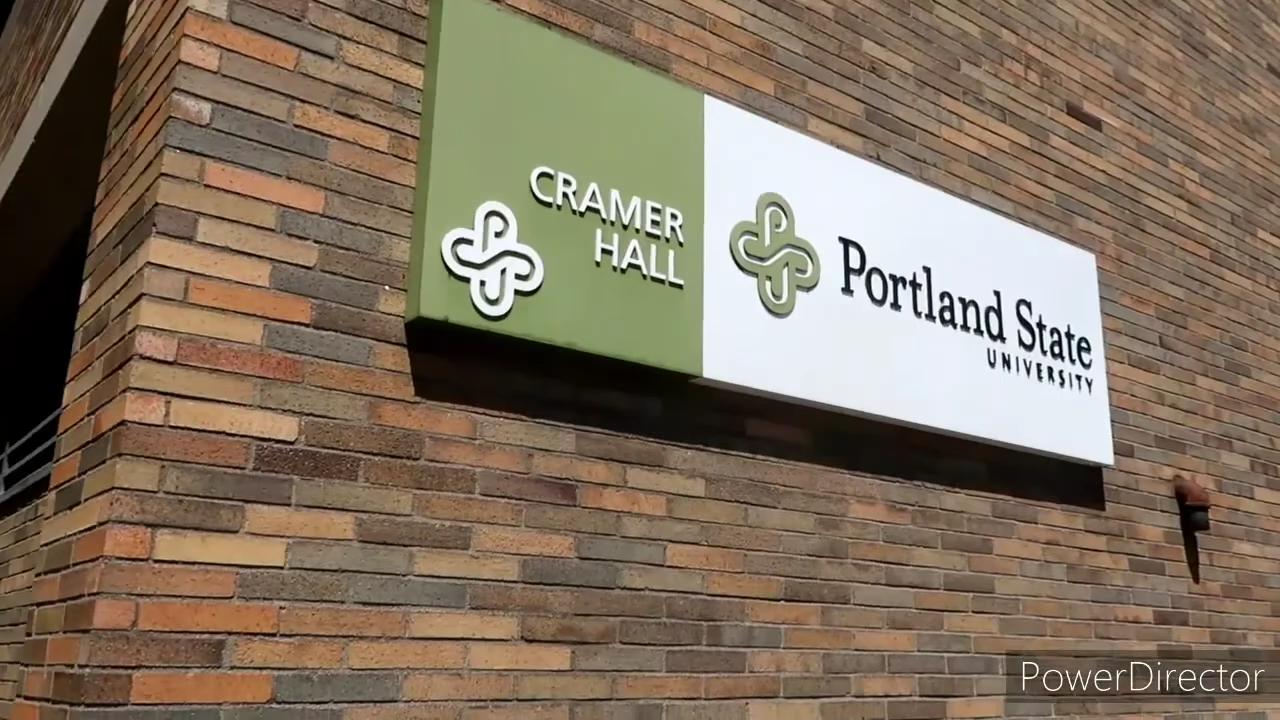 CRAMER
HALL
Portland State
UNIVERSITY
PowerDirector